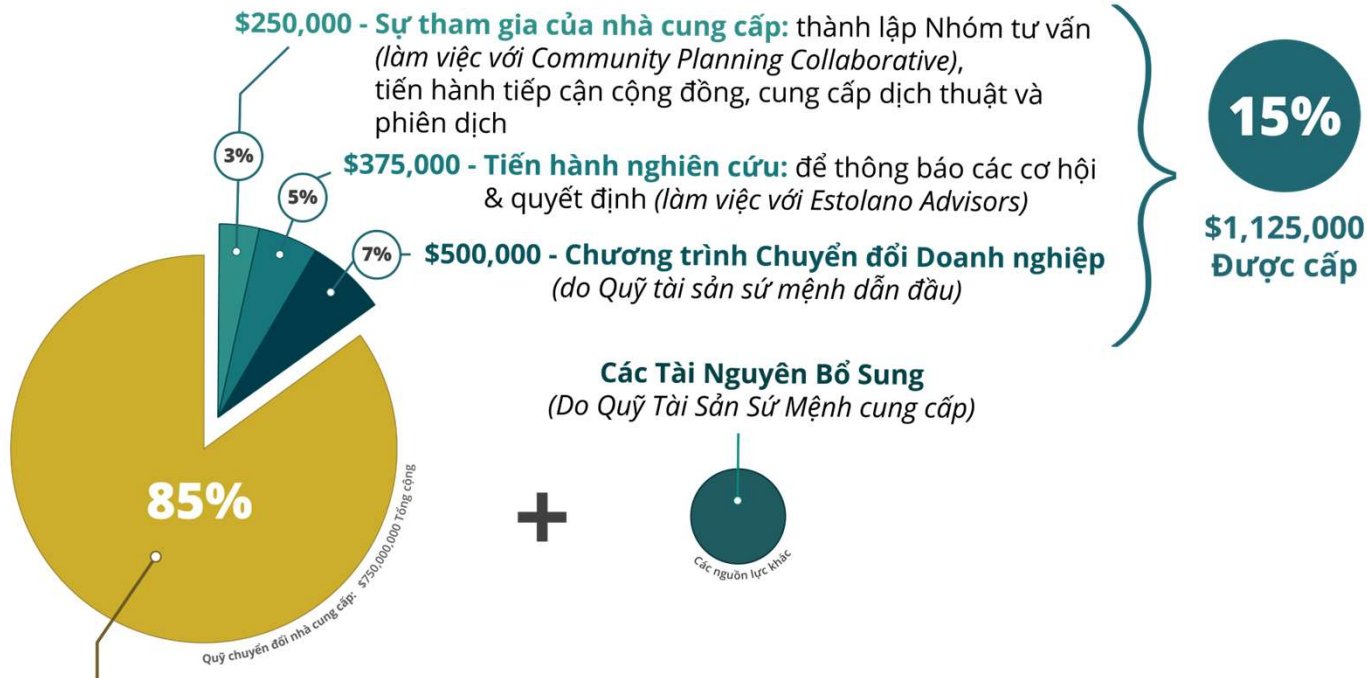 $250,000 - Sự tham gia của nhà cung cấp: thành lập Nhóm tư vấn
(làm việc với Community Planning Collaborative),
tiến hành tiếp cận cộng đồng, cung cấp dịch thuật và
phiên dịch
3%
$375,000 - Tiến hành nghiên cứu: để thông báo các cơ hội
& quyết định (làm việc với Estolano Advisors)
5%
7%
$500,000 - Chương trình Chuyển đổi Doanh nghiệp
(do Quỹ tài sản sứ mệnh dẫn đầu)
15%
$1,125,000
Được cấp
Các Tài Nguyên Bổ Sung
(Do Quỹ Tài Sản Sứ Mệnh cung cấp)
85%
Quỹ chuyển đổi nhà cung cấp: $750,000,000 Tổng cộng
+
Các nguồn lực khác